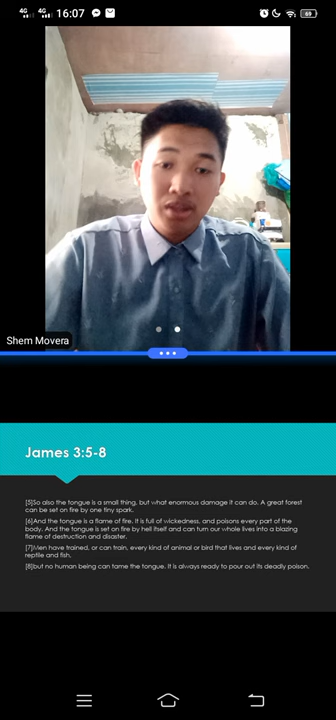 4G 4G 16:07 69
Shem Movera
James 3:5-8
[5]So also the tongue is a small thing, but what enormous damage it can do. A great forest
can be set on fire by one tiny spark.
[6]And the tongue is a flame of fire. It is full of wickedness, and poisons every part of the
body. And the tongue is set on fire by hell itself and can turn our whole lives into a blazing
flame of destruction and disaster.
[7]Men have trained, or can train, every kind of animal or bird that lives and every kind of
reptile and fish,
[8]but no human being can tame the tongue. It is always ready to pour out its deadly poison.